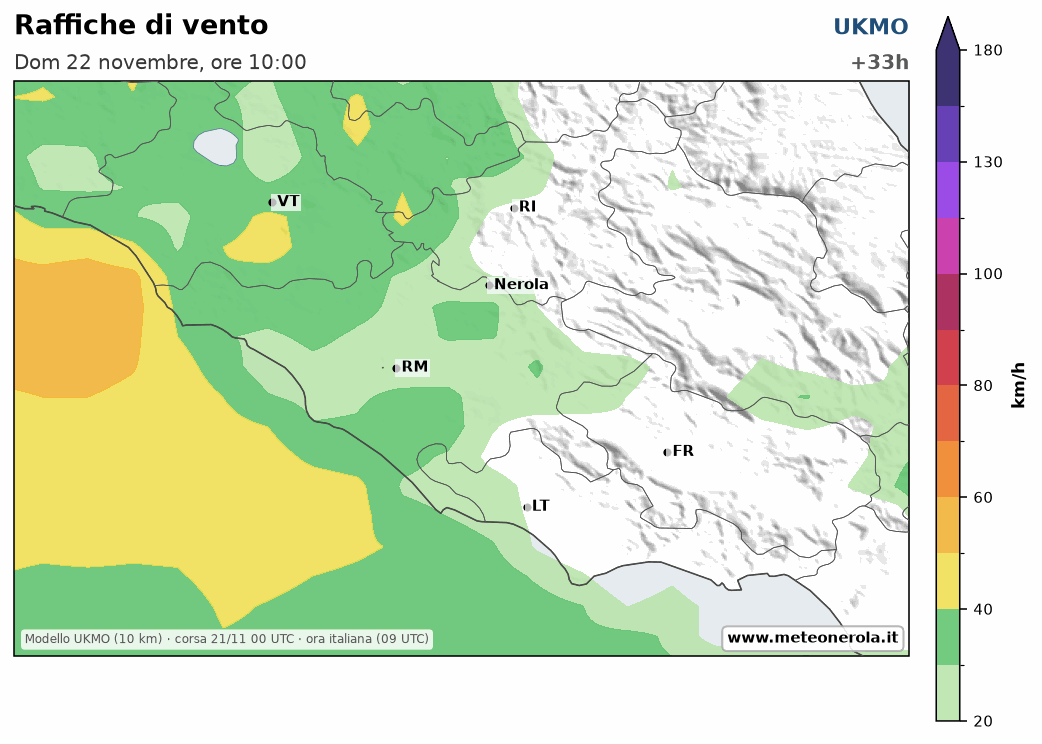 Raffiche di vento
UKMO
Dom 22 novembre, ore 10:00
+33h
VT
RI
Nerola
RM
FR
LT
Modello UKMO (10 km) · corsa 21/11 00 UTC · ora italiana (09 UTC)
www.meteonerola.it
180
130
100
80
60
40
20
km/h